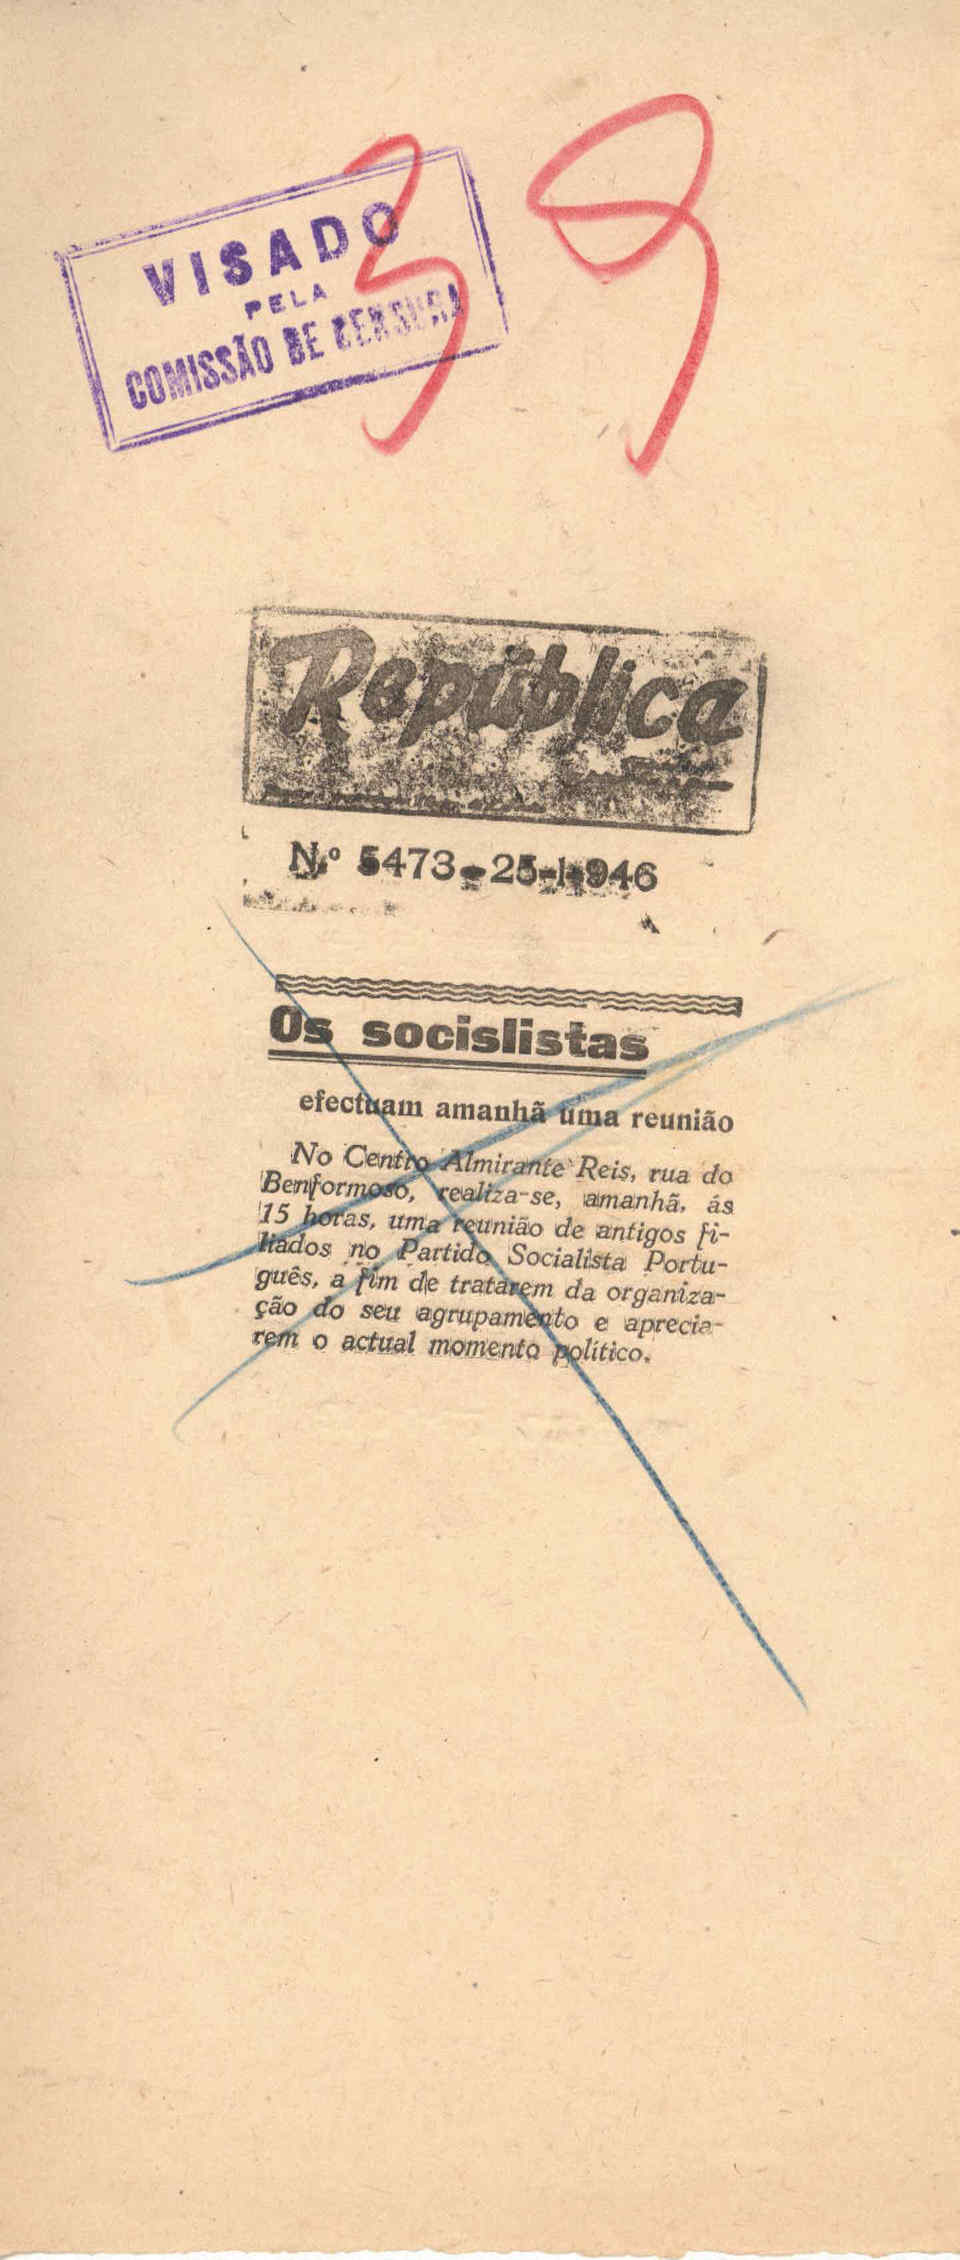 39
VISADO
PELA
COMISSÃO DE CENSURA
República
N.º 5473-25-1-946
Os socislistas
efectuam amanhã uma reunião
No Centro Almirante Reis, rua do
Benformoso, realiza-se, amanhã, ás
15 horas, uma reunião de antigos fi-
liados no Partido Socialista Portu-
guês, a fim de tratarem da organiza-
ção do seu agrupamento e aprecia-
rem o actual momento político.